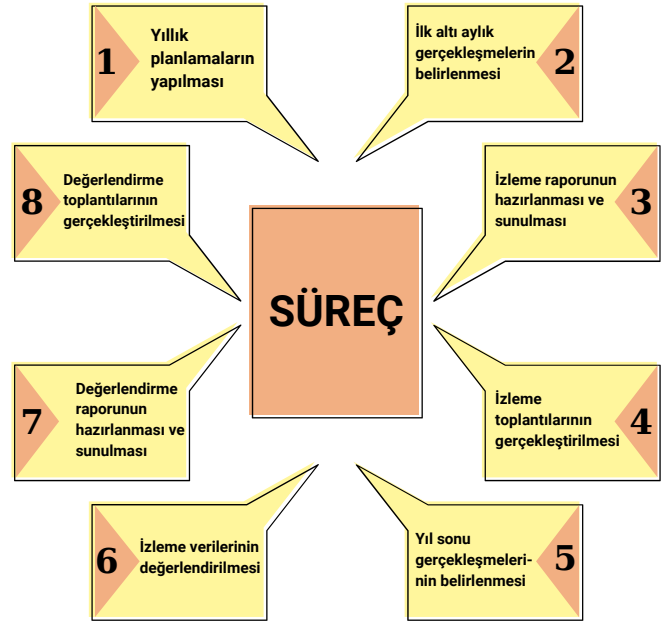 1
Yıllık
planlamaların
yapılması
İlk altı aylık
gerçekleşmelerin
belirlenmesi
2
İzleme raporunun
hazırlanması ve
sunulması
3
İzleme
toplantılarının
gerçekleştirilmesi
4
Yıl sonu
gerçekleşmeleri-
nin belirlenmesi
5
6
İzleme verilerinin
değerlendirilmesi
7
Değerlendirme
raporunun
hazırlanması ve
sunulması
8
Değerlendirme
toplantılarının
gerçekleştirilmesi
SÜREÇ